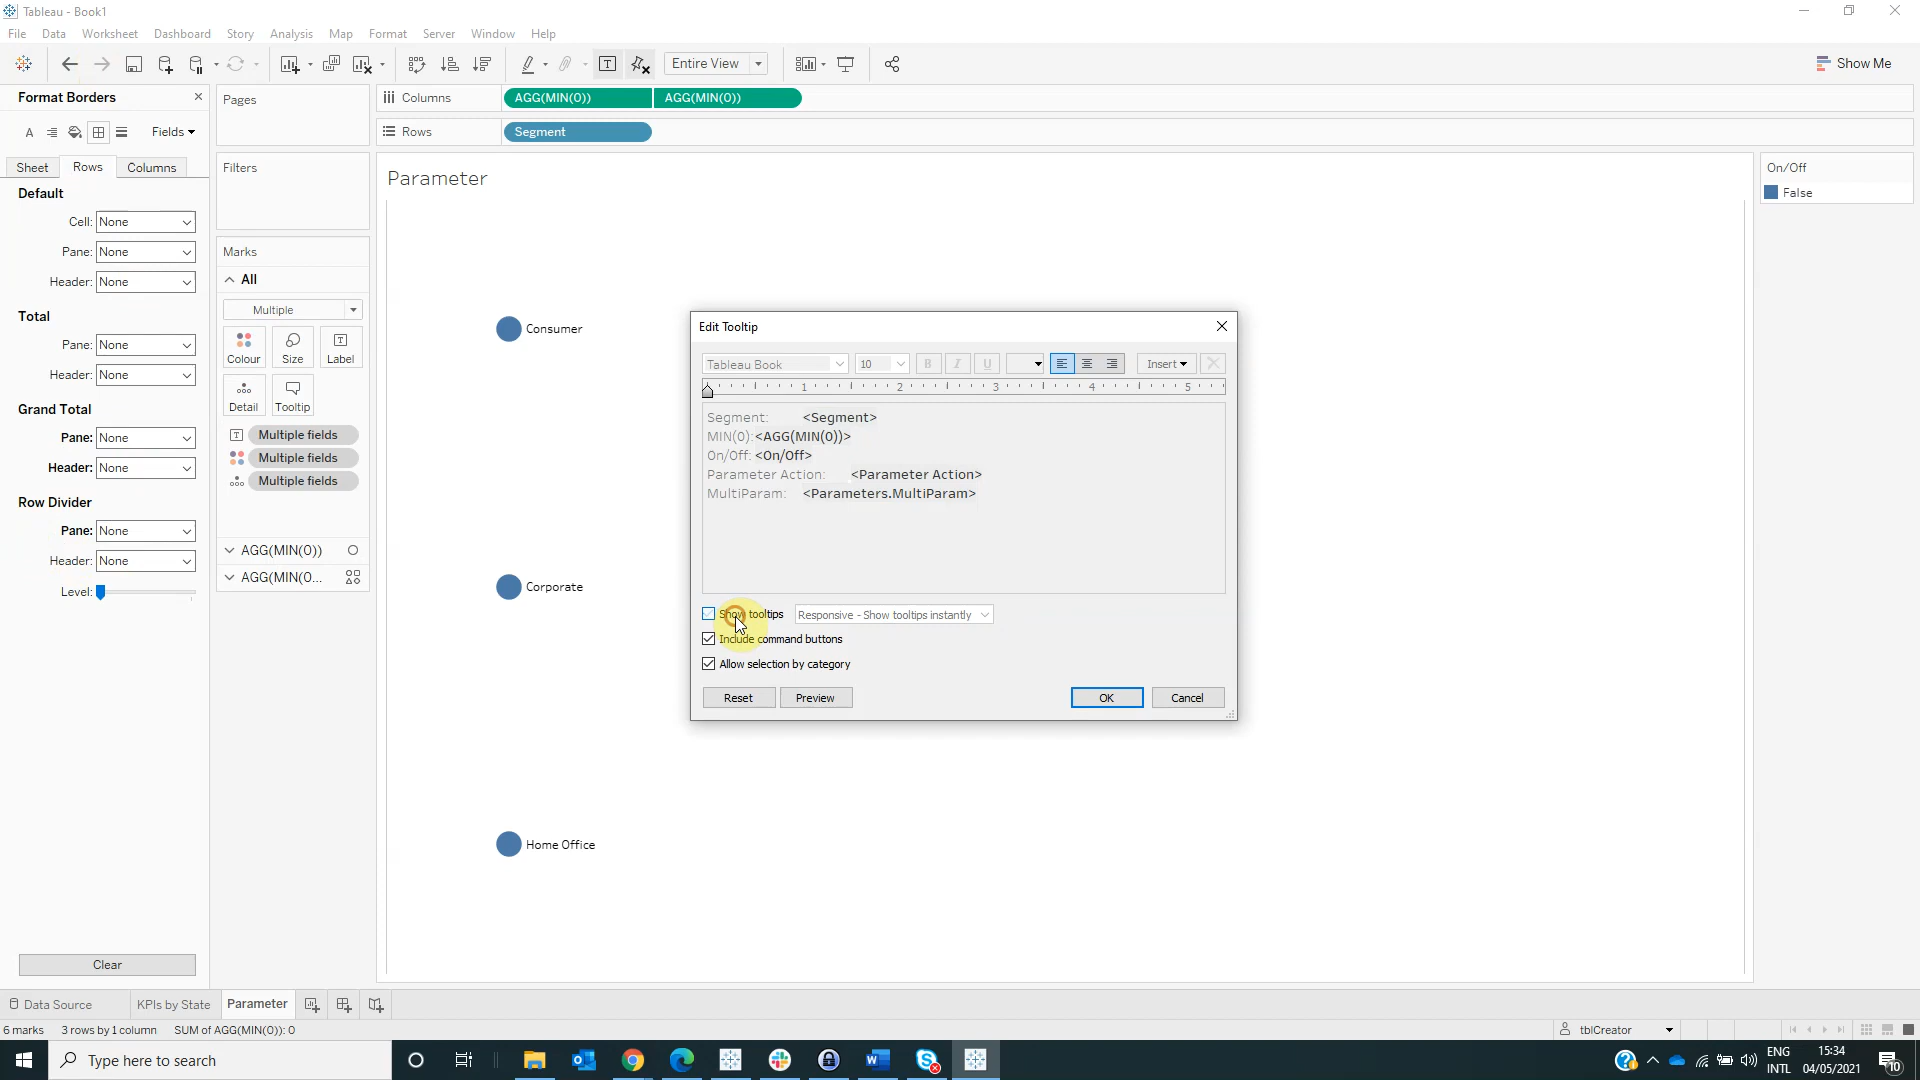 Tableau - Book1
File Data Worksheet Dashboard Story Analysis Map Format Server Window Help
Entire View
Show Me
Format Borders
Fields
Sheet Rows Columns
Default
Cell: None
Pane: None
Header: None
Total
Pane: None
Header: None
Grand Total
Pane: None
Header: None
Row Divider
Pane: None
Header: None
Level:
Clear
Pages
Filters
Marks
All
Multiple
Colour Size Label
Detail Tooltip
Multiple fields
Multiple fields
Multiple fields
AGG(MIN(0))
AGG(MIN(0...
Columns AGG(MIN(0)) AGG(MIN(0))
Rows Segment
Parameter
Consumer
Corporate
Home Office
On/Off
False
Edit Tooltip
Tableau Book 10 B I U Insert
1 2 3 4 5
Segment: <Segment>
MIN(0): <AGG(MIN(0))>
On/Off: <On/Off>
Parameter Action: <Parameter Action>
MultiParam: <Parameters.MultiParam>
Show tooltips Responsive - Show tooltips instantly
Include command buttons
Allow selection by category
Reset Preview OK Cancel
Data Source KPIs by State Parameter
6 marks 3 rows by 1 column SUM of AGG(MIN(0)): 0
tblCreator
Type here to search
ENG
INTL
15:34
04/05/2021
10